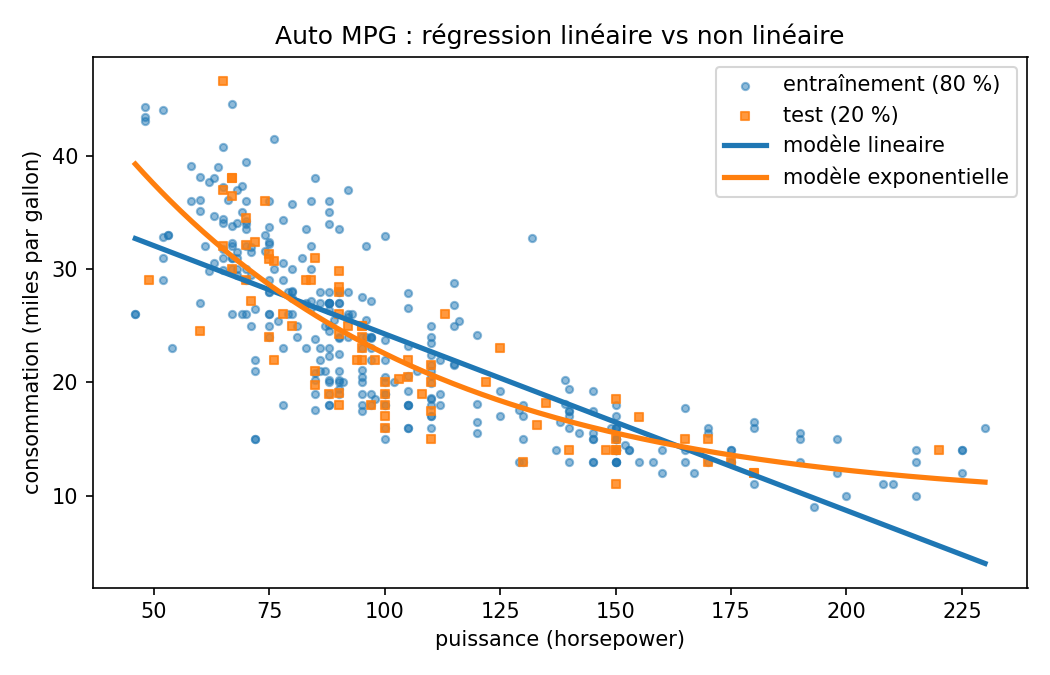 Auto MPG : régression linéaire vs non linéaire
entraînement (80 %)
test (20 %)
modèle lineaire
modèle exponentielle
consommation (miles par gallon)
40
30
20
10
50 75 100 125 150 175 200 225
puissance (horsepower)